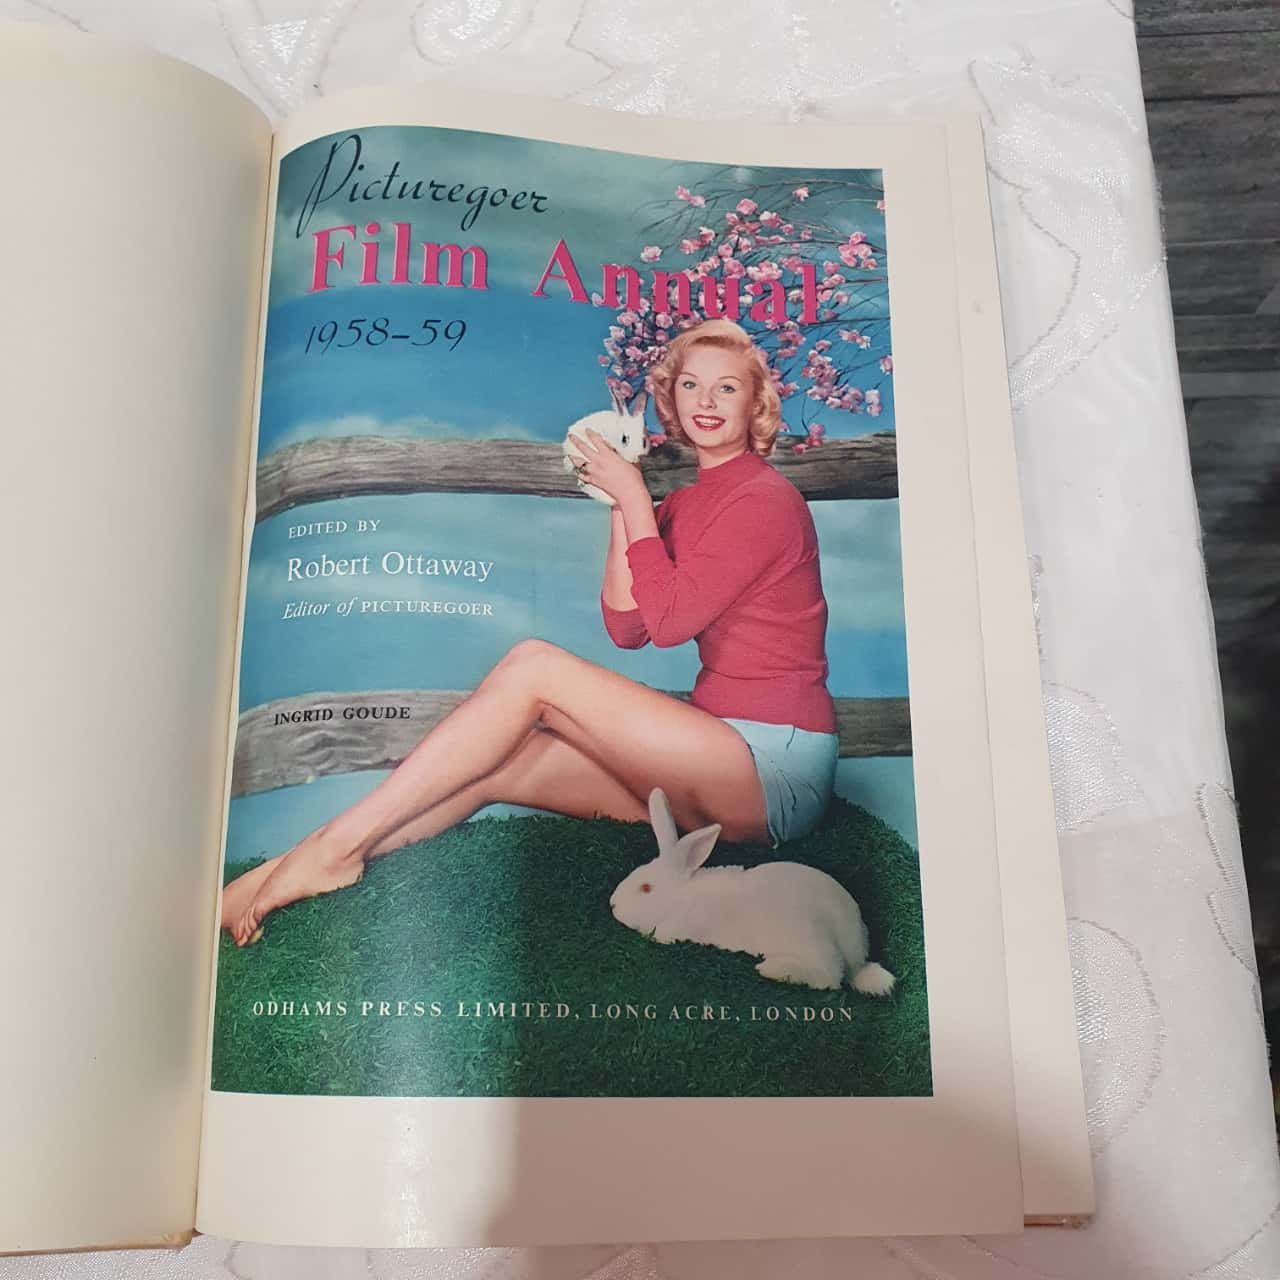 Picturegoer
Film Annual
1958–59
EDITED BY
Robert Ottaway
Editor of PICTUREGOER
INGRID GOUDE
ODHAMS PRESS LIMITED, LONG ACRE, LONDON